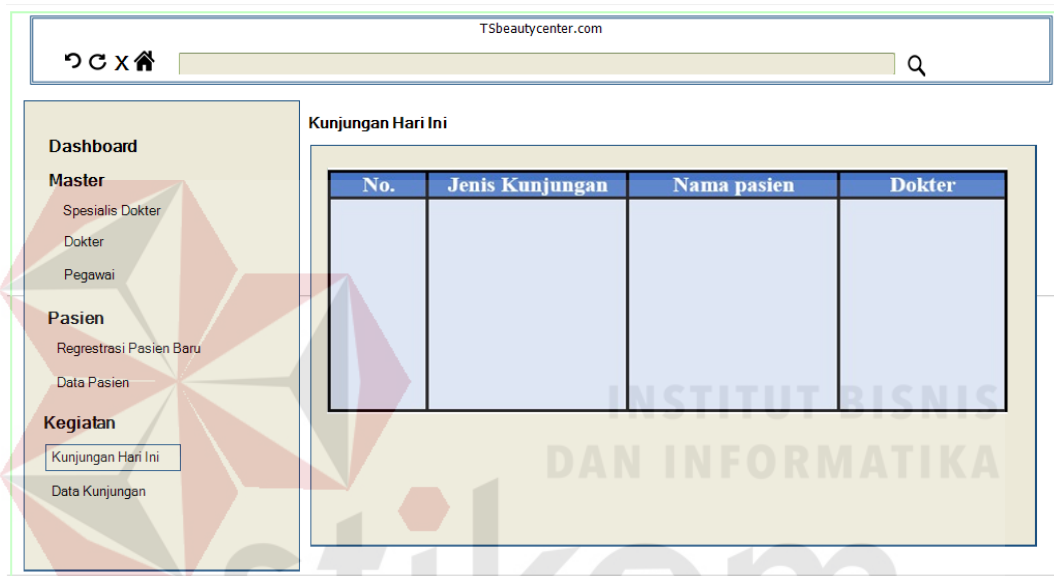 TSbeautycenter.com
X
Dashboard
Master
Spesialis Dokter
Dokter
Pegawai
Pasien
Regrestrasi Pasien Baru
Data Pasien
Kegiatan
Kunjungan Hari Ini
Data Kunjungan
Kunjungan Hari Ini
No. Jenis Kunjungan Nama pasien Dokter
INSTITUT BISNIS
DAN INFORMATIKA
stikom